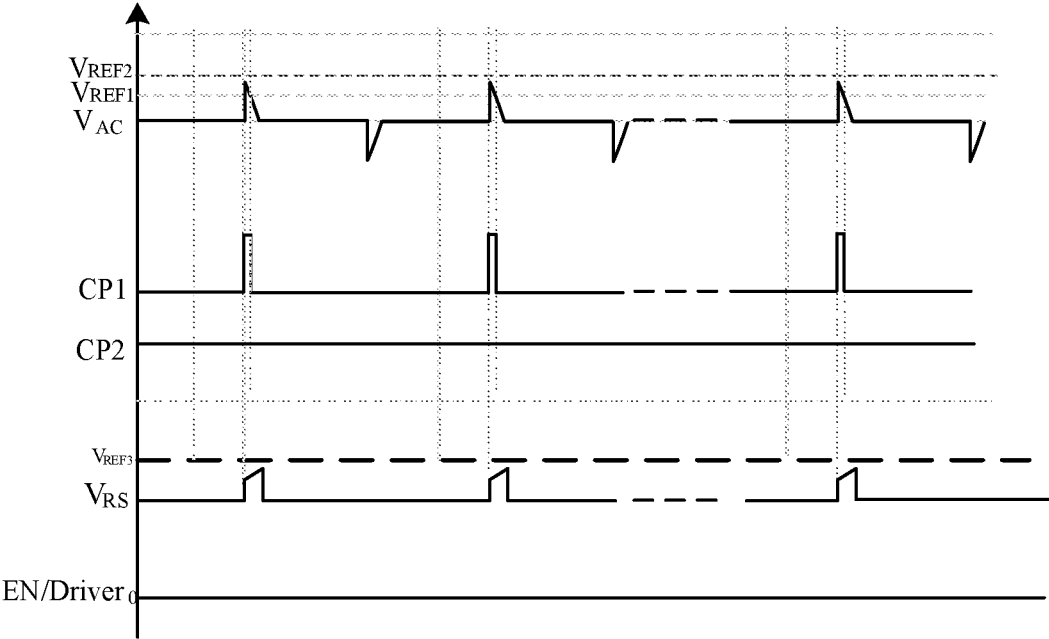 VREF2
VREF1
VAC
CP1
CP2
VREF3
VRS
EN/Driver 0